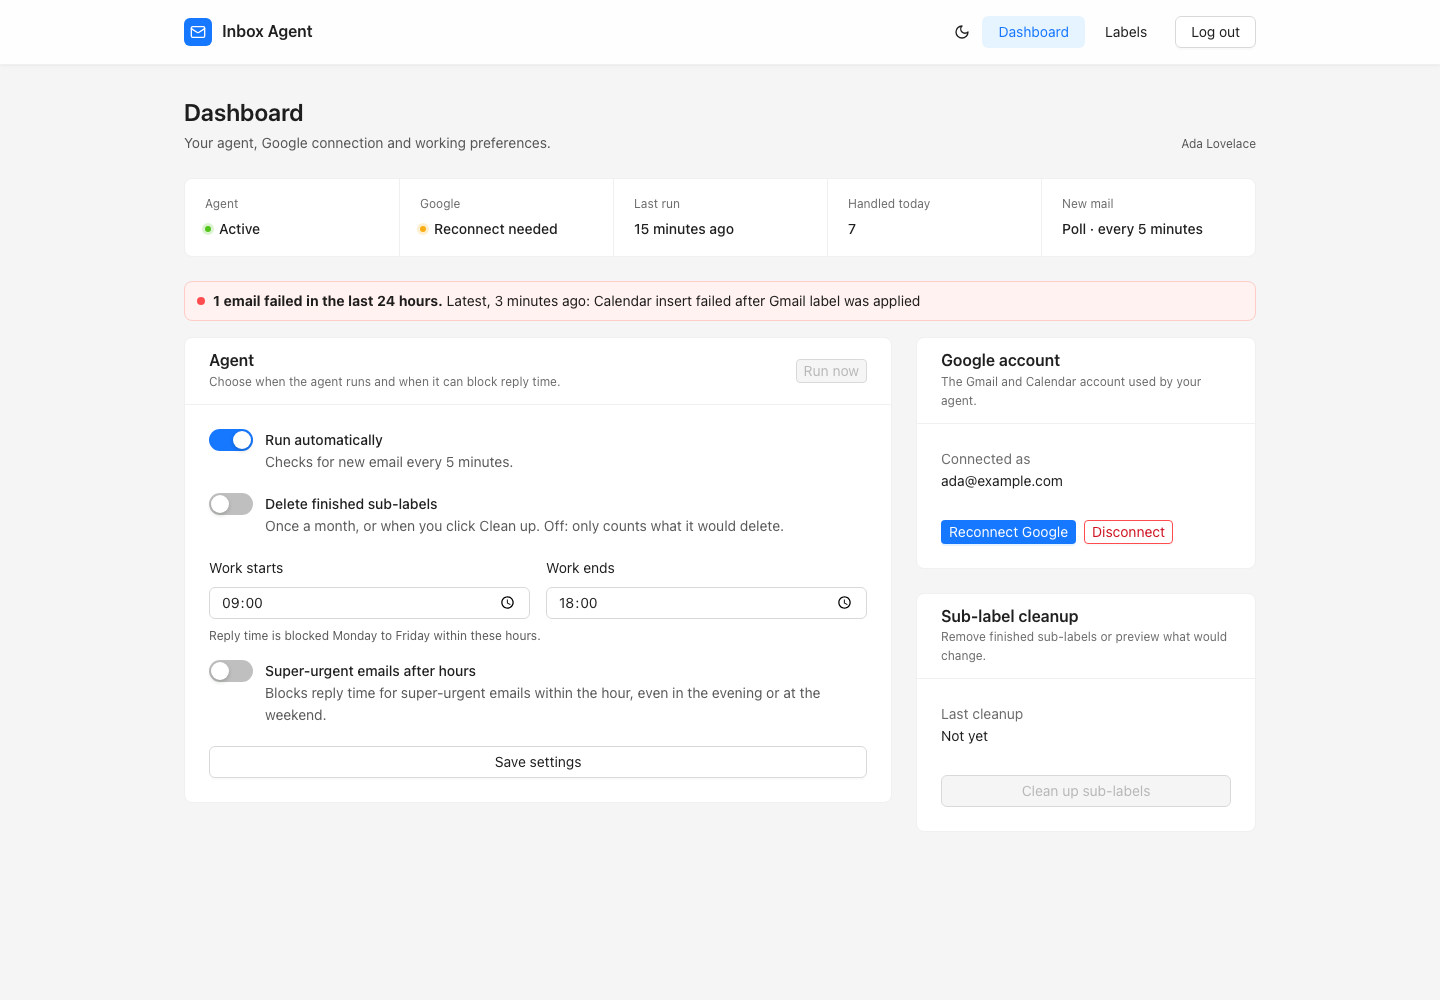 Inbox Agent
Dashboard
Labels
Log out
Dashboard
Your agent, Google connection and working preferences.
Ada Lovelace
Agent
Active
Google
Reconnect needed
Last run
15 minutes ago
Handled today
7
New mail
Poll · every 5 minutes
1 email failed in the last 24 hours. Latest, 3 minutes ago: Calendar insert failed after Gmail label was applied
Agent
Choose when the agent runs and when it can block reply time.
Run now
Run automatically
Checks for new email every 5 minutes.
Delete finished sub-labels
Once a month, or when you click Clean up. Off: only counts what it would delete.
Work starts
09:00
Work ends
18:00
Reply time is blocked Monday to Friday within these hours.
Super-urgent emails after hours
Blocks reply time for super-urgent emails within the hour, even in the evening or at the
weekend.
Save settings
Google account
The Gmail and Calendar account used by your
agent.
Connected as
ada@example.com
Reconnect Google
Disconnect
Sub-label cleanup
Remove finished sub-labels or preview what would
change.
Last cleanup
Not yet
Clean up sub-labels